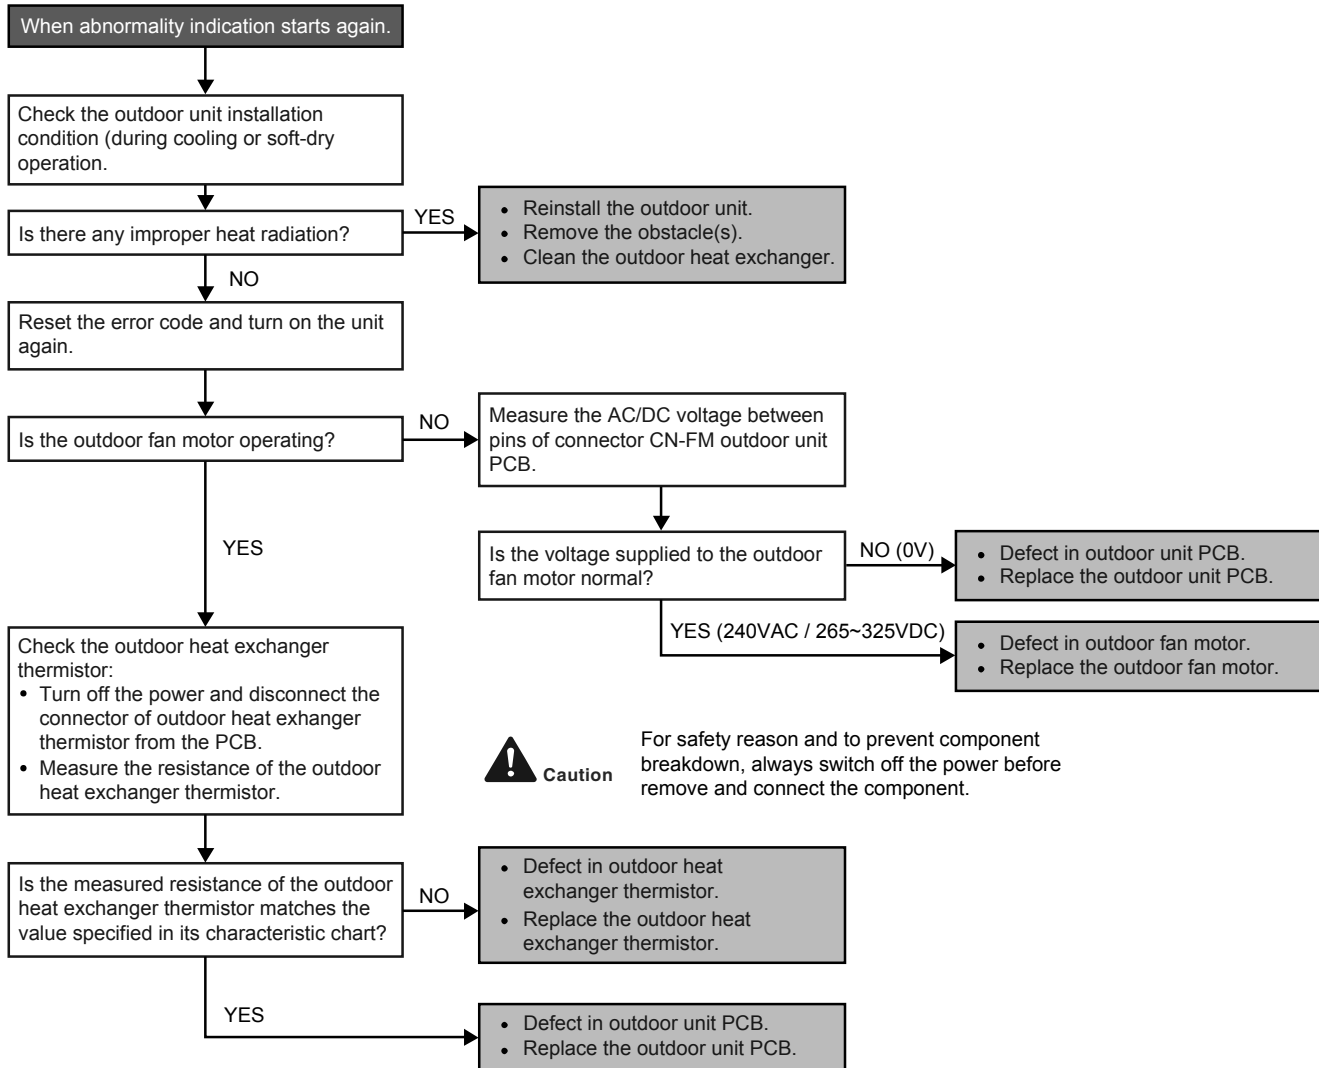 When abnormality indication starts again.
Check the outdoor unit installation
condition (during cooling or soft-dry
operation.
Is there any improper heat radiation?
YES
• Reinstall the outdoor unit.
• Remove the obstacle(s).
• Clean the outdoor heat exchanger.
NO
Reset the error code and turn on the unit
again.
Is the outdoor fan motor operating?
NO
Measure the AC/DC voltage between
pins of connector CN-FM outdoor unit
PCB.
YES
Is the voltage supplied to the outdoor
fan motor normal?
NO (0V)
• Defect in outdoor unit PCB.
• Replace the outdoor unit PCB.
YES (240VAC / 265~325VDC)
• Defect in outdoor fan motor.
• Replace the outdoor fan motor.
Check the outdoor heat exchanger
thermistor:
• Turn off the power and disconnect the
connector of outdoor heat exhanger
thermistor from the PCB.
• Measure the resistance of the outdoor
heat exchanger thermistor.
Caution
For safety reason and to prevent component
breakdown, always switch off the power before
remove and connect the component.
Is the measured resistance of the outdoor
heat exchanger thermistor matches the
value specified in its characteristic chart?
NO
• Defect in outdoor heat
exchanger thermistor.
• Replace the outdoor heat
exchanger thermistor.
YES
• Defect in outdoor unit PCB.
• Replace the outdoor unit PCB.